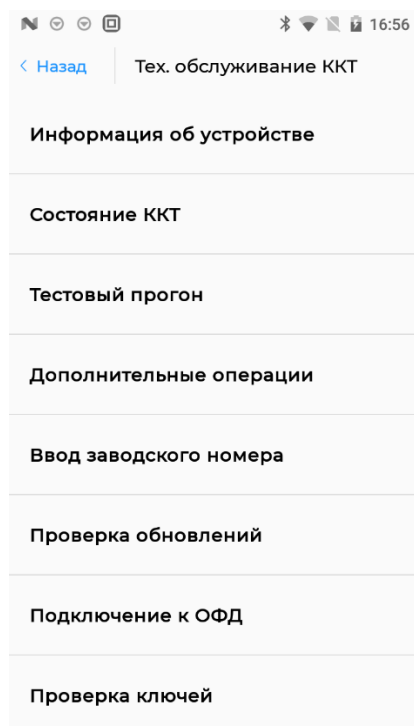 16:56
Назад
Тех. обслуживание ККТ
Информация об устройстве
Состояние ККТ
Тестовый прогон
Дополнительные операции
Ввод заводского номера
Проверка обновлений
Подключение к ОФД
Проверка ключей